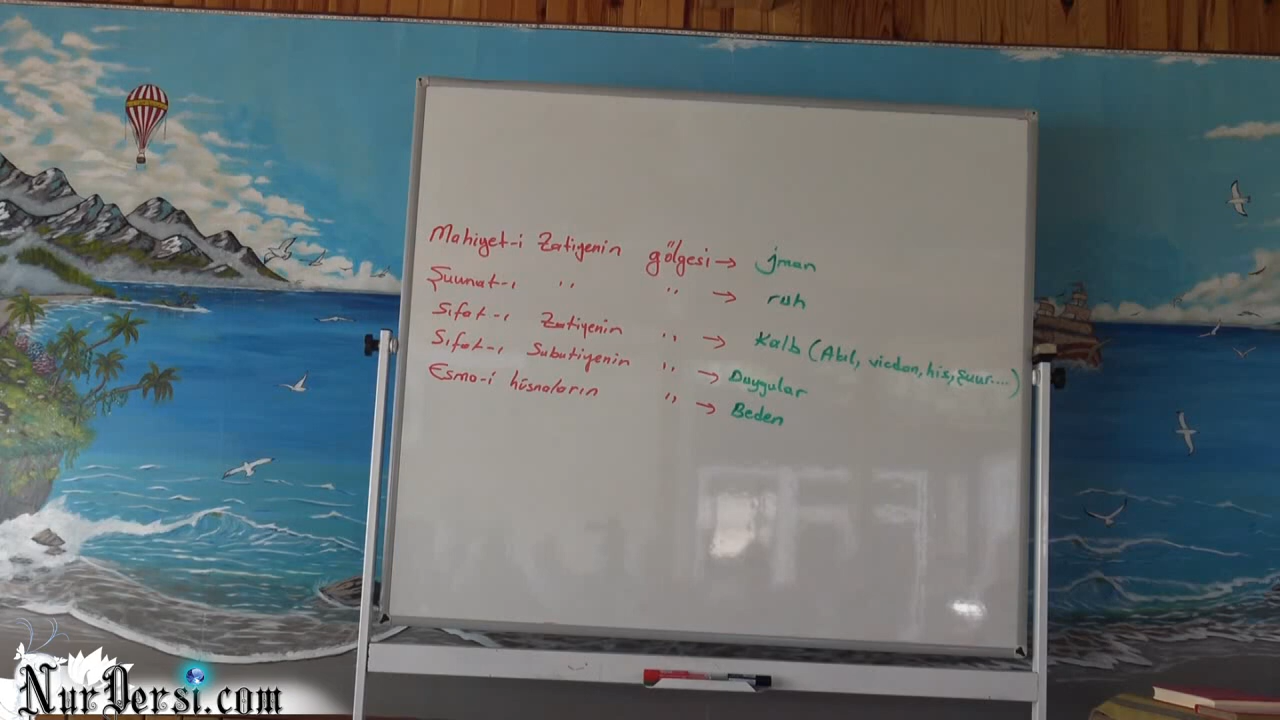 Mahiyet-i Zatiyenin gölgesi → İman
Şuunat-ı '' '' → ruh
Sıfat-ı Zatiyenin '' → Kalb (Akıl, vicdan, his, şuur....)
Sıfat-ı Subutiyenin '' → Duygular
Esma-i hüsnaların '' → Beden
NurDersi.com